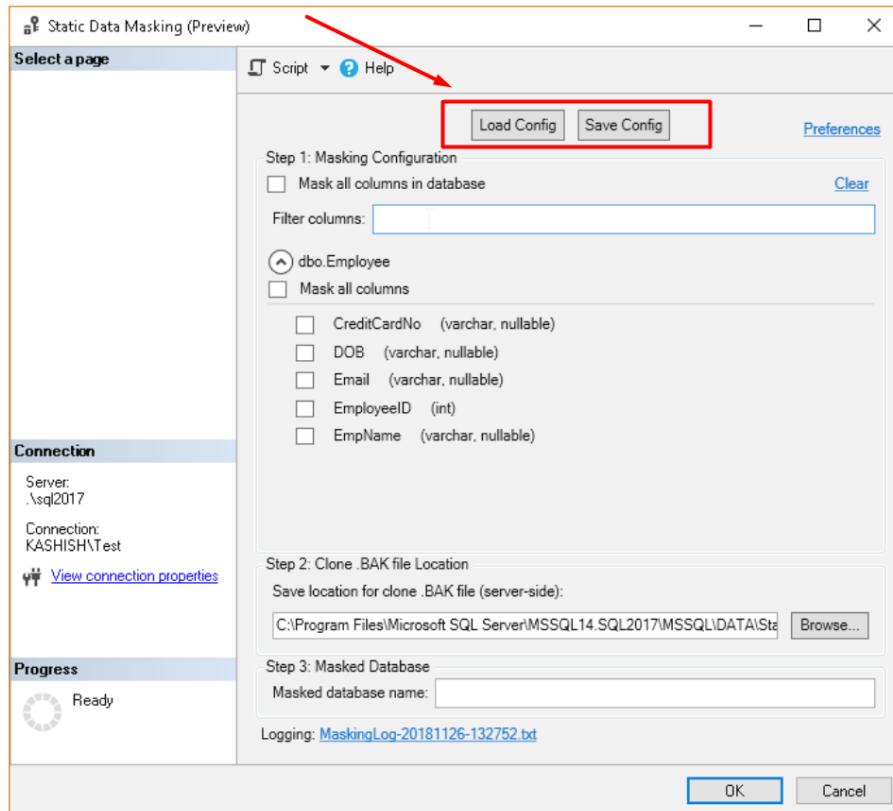 Static Data Masking (Preview)
Select a page
Script Help
Load Config Save Config
Preferences
Step 1: Masking Configuration
Mask all columns in database Clear
Filter columns:
dbo.Employee
Mask all columns
CreditCardNo (varchar, nullable)
DOB (varchar, nullable)
Email (varchar, nullable)
EmployeeID (int)
EmpName (varchar, nullable)
Connection
Server:
.\sql2017
Connection:
KASHISH\Test
View connection properties
Step 2: Clone .BAK file Location
Save location for clone .BAK file (server-side):
C:\Program Files\Microsoft SQL Server\MSSQL14.SQL2017\MSSQL\DATA\Sta Browse...
Progress
Ready
Step 3: Masked Database
Masked database name:
Logging: MaskingLog-20181126-132752.txt
OK Cancel